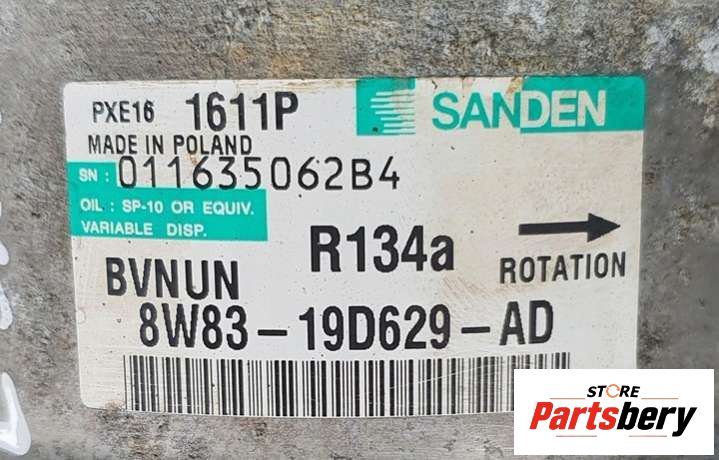 PXE16 1611P SANDEN
MADE IN POLAND
SN : 011635062B4
OIL : SP-10 OR EQUIV.
VARIABLE DISP.
R134a
ROTATION
BVNUN
8W83-19D629-AD
STORE
Partsbery